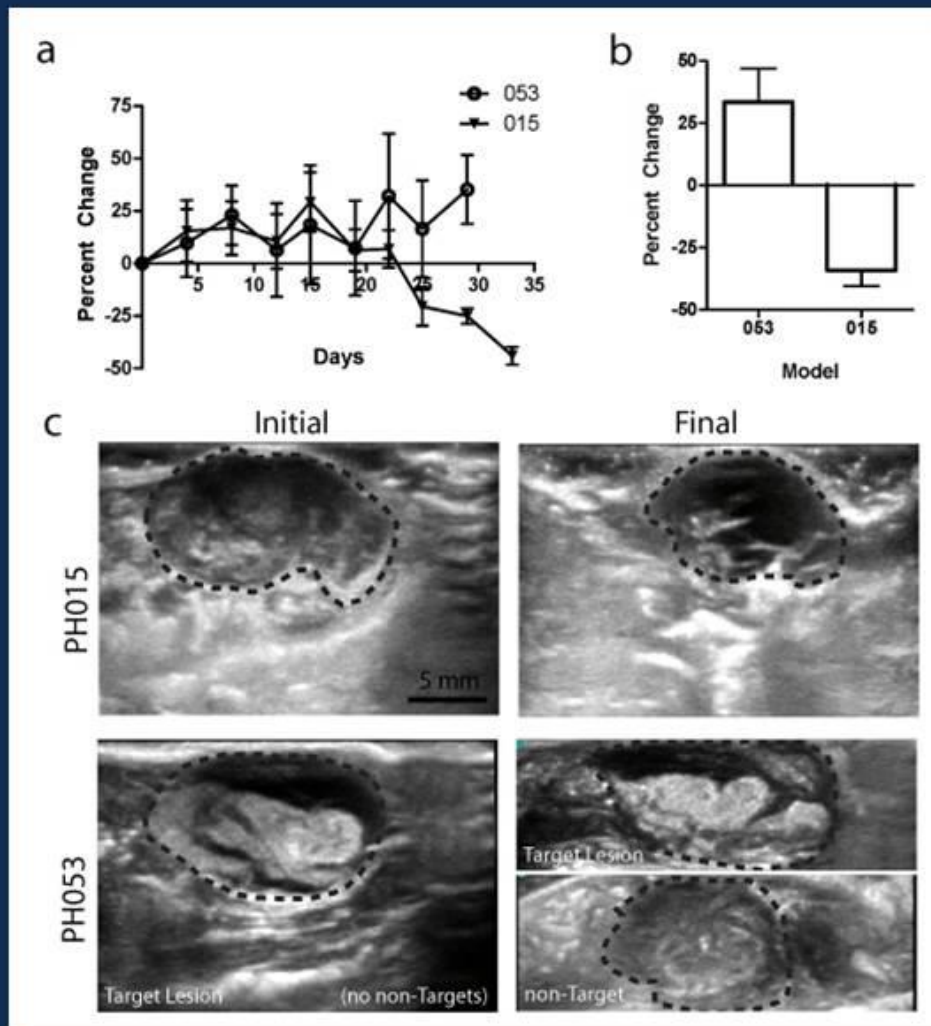 a
75
50
25
0
-25
-50
Percent Change
5 10 15 20 25 30 35
Days
053
015
b
50
25
0
-25
-50
Percent Change
053 015
Model
c
Initial Final
PH015
5 mm
PH053
Target Lesion (no non-Targets)
Target Lesion
non-Target